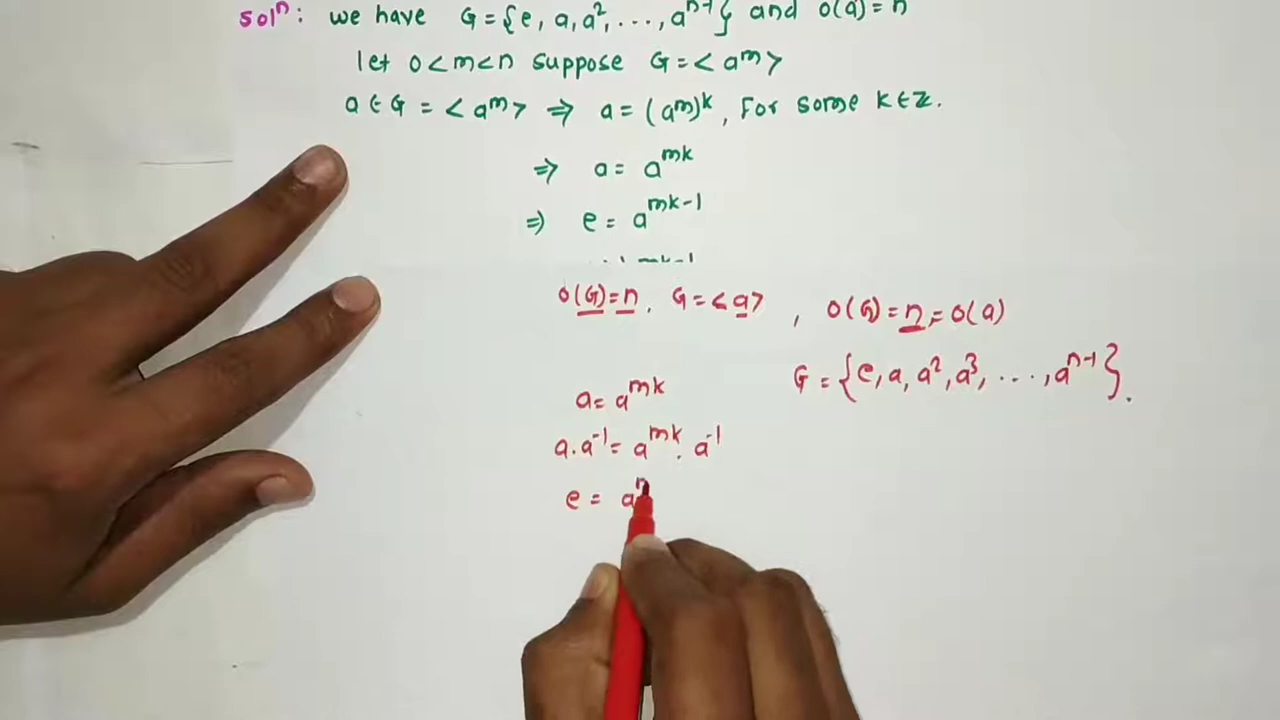 solⁿ: we have G = {e, a, a², ..., aⁿ⁻¹} and o(a) = n
let 0 < m < n suppose G = < aᵐ >
a ∈ G = < aᵐ > ⇒ a = (aᵐ)ᵏ, For some k ∈ ℤ.
⇒ a = aᵐᵏ
⇒ e = aᵐᵏ⁻¹
o(G) = n, G = < a > , o(G) = n = o(a)
G = {e, a, a², a³, ..., aⁿ⁻¹}.
a = aᵐᵏ
a.a⁻¹ = aᵐᵏ . a⁻¹
e = a